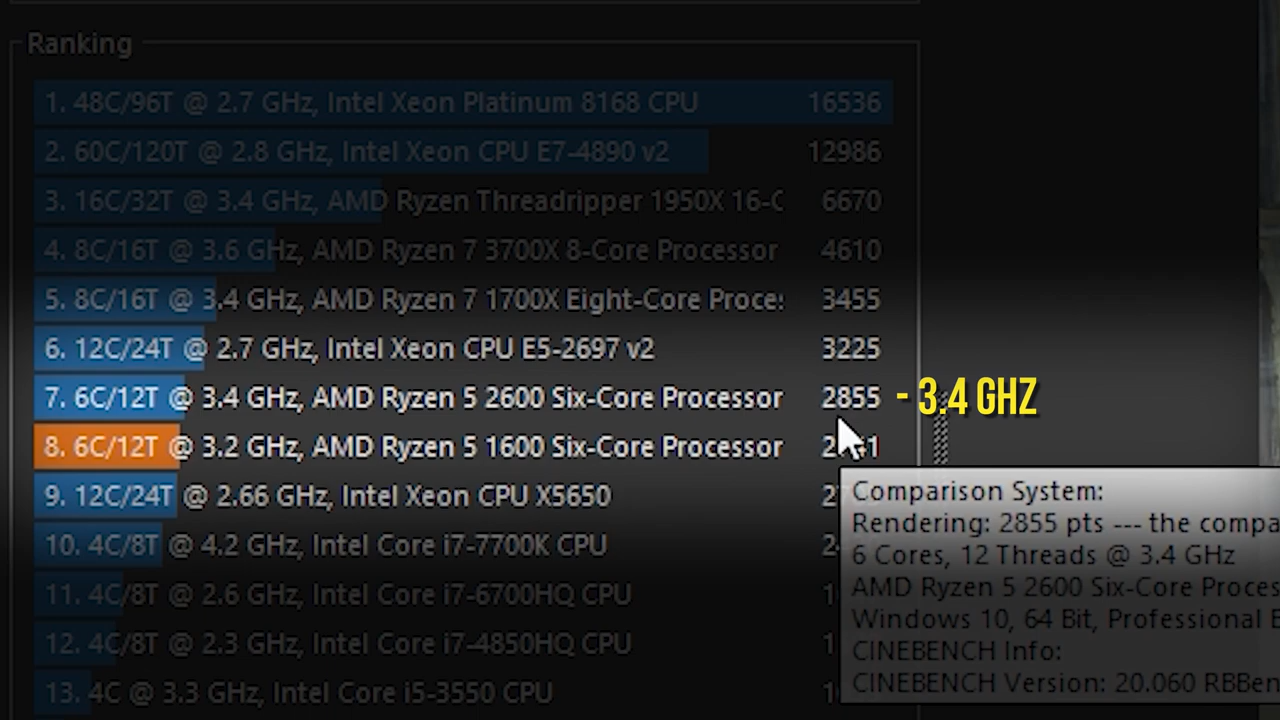 Ranking
1. 48C/96T @ 2.7 GHz, Intel Xeon Platinum 8168 CPU 16536
2. 60C/120T @ 2.8 GHz, Intel Xeon CPU E7-4890 v2 12986
3. 16C/32T @ 3.4 GHz, AMD Ryzen Threadripper 1950X 16-C 6670
4. 8C/16T @ 3.6 GHz, AMD Ryzen 7 3700X 8-Core Processor 4610
5. 8C/16T @ 3.4 GHz, AMD Ryzen 7 1700X Eight-Core Proce 3455
6. 12C/24T @ 2.7 GHz, Intel Xeon CPU E5-2697 v2 3225
7. 6C/12T @ 3.4 GHz, AMD Ryzen 5 2600 Six-Core Processor 2855 - 3.4 GHZ
8. 6C/12T @ 3.2 GHz, AMD Ryzen 5 1600 Six-Core Processor
9. 12C/24T @ 2.66 GHz, Intel Xeon CPU X5650
10. 4C/8T @ 4.2 GHz, Intel Core i7-7700K CPU
11. 4C/8T @ 2.6 GHz, Intel Core i7-6700HQ CPU
12. 4C/8T @ 2.3 GHz, Intel Core i7-4850HQ CPU
13. 4C @ 3.3 GHz, Intel Core i5-3550 CPU
Comparison System:
Rendering: 2855 pts --- the compa
6 Cores, 12 Threads @ 3.4 GHz
AMD Ryzen 5 2600 Six-Core Proces
Windows 10, 64 Bit, Professional E
CINEBENCH Info:
CINEBENCH Version: 20.060 RBBen